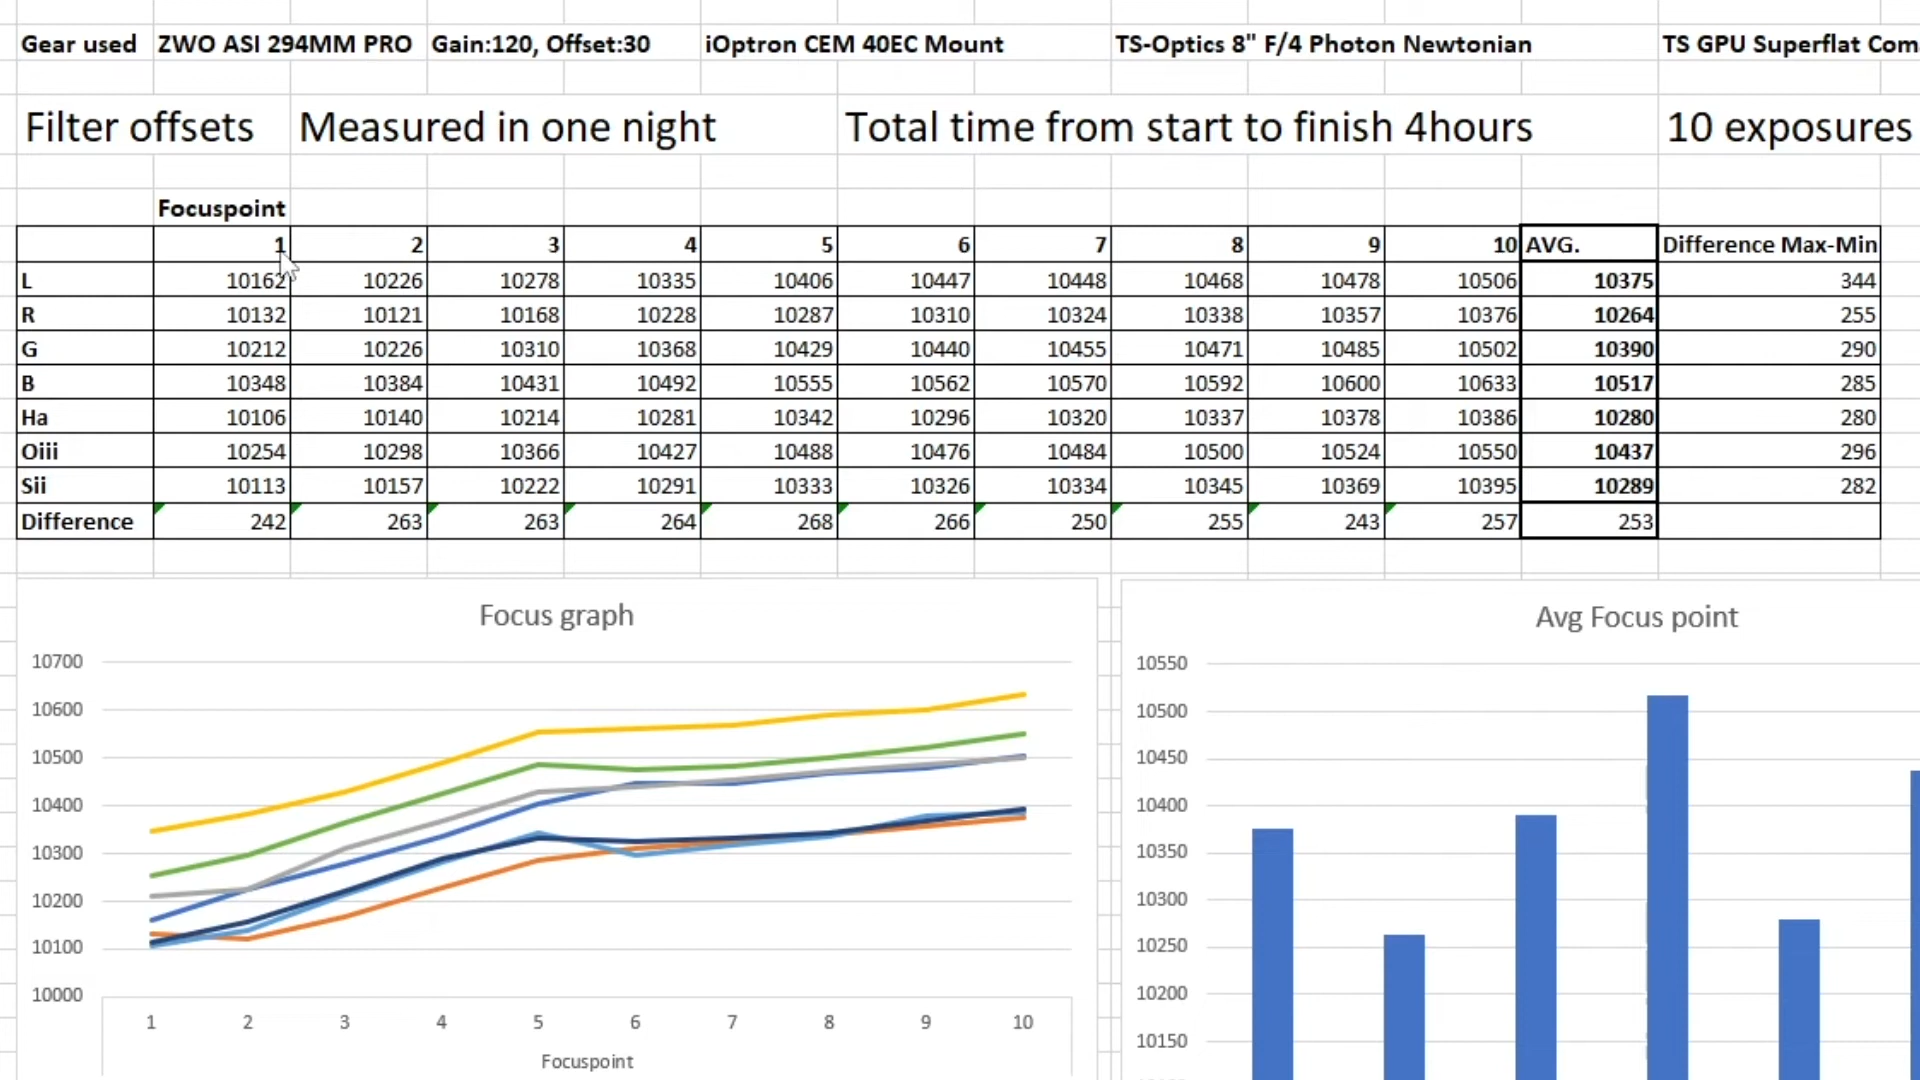 Gear used ZWO ASI 294MM PRO Gain:120, Offset:30 iOptron CEM 40EC Mount TS-Optics 8" F/4 Photon Newtonian TS GPU Superflat
Filter offsets Measured in one night Total time from start to finish 4hours 10 exposures
Focuspoint
1 2 3 4 5 6 7 8 9 10 AVG. Difference Max-Min
L 10162 10226 10278 10335 10406 10447 10448 10468 10478 10506 10375 344
R 10132 10121 10168 10228 10287 10310 10324 10338 10357 10376 10264 255
G 10212 10226 10310 10368 10429 10440 10455 10471 10485 10502 10390 290
B 10348 10384 10431 10492 10555 10562 10570 10592 10600 10633 10517 285
Ha 10106 10140 10214 10281 10342 10296 10320 10337 10378 10386 10280 280
Oiii 10254 10298 10366 10427 10488 10476 10484 10500 10524 10550 10437 296
Sii 10113 10157 10222 10291 10333 10326 10334 10345 10369 10395 10289 282
Difference 242 263 263 264 268 266 250 255 243 257 253
Focus graph
10700
10600
10500
10400
10300
10200
10100
10000
1 2 3 4 5 6 7 8 9 10
Focuspoint
Avg Focus point
10550
10500
10450
10400
10350
10300
10250
10200
10150